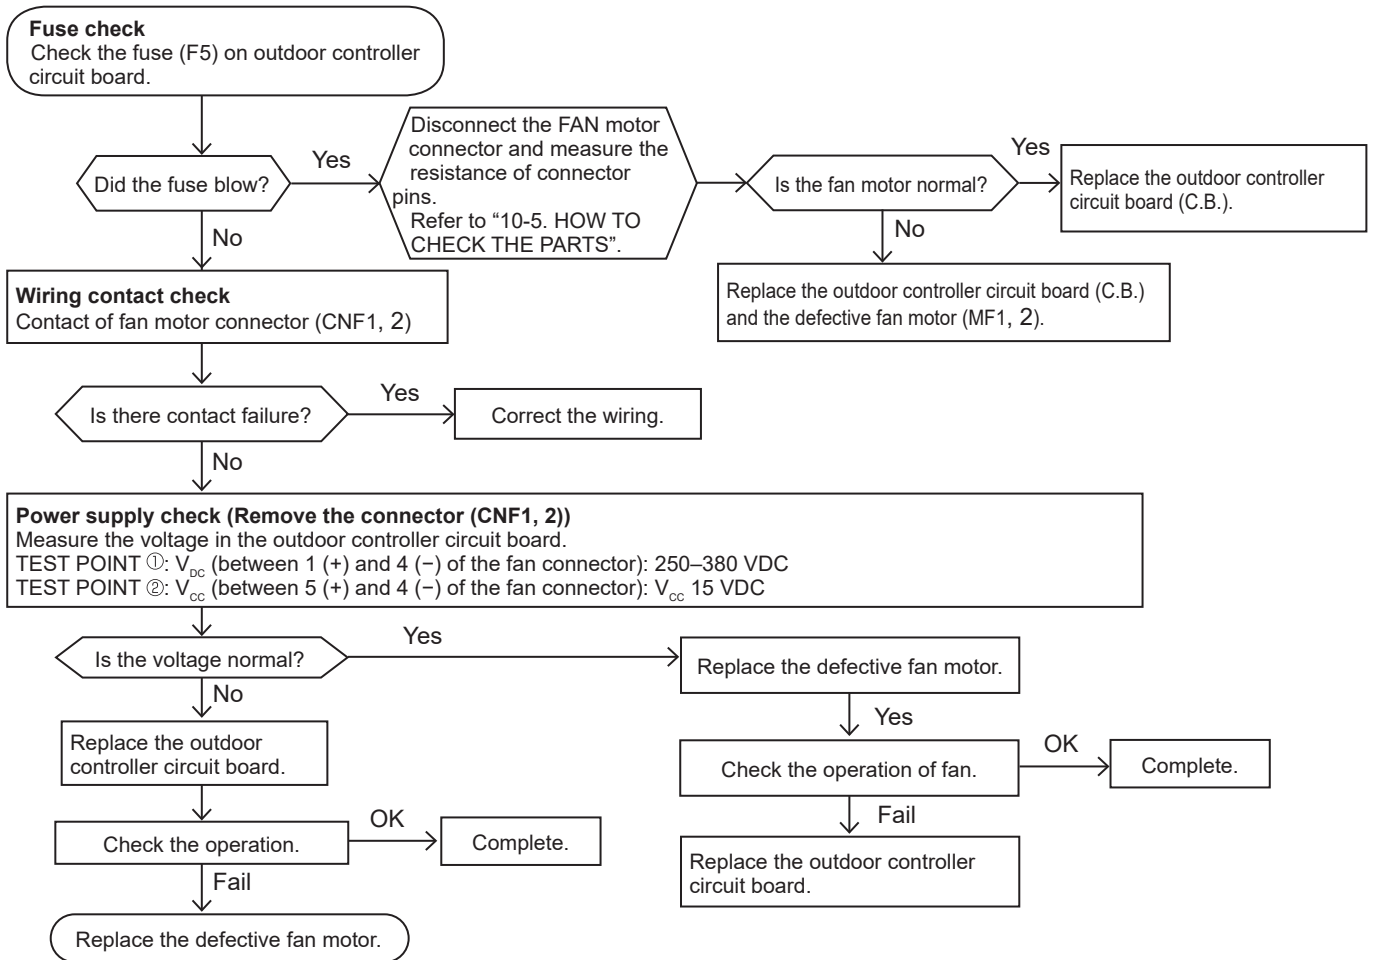 Fuse check
Check the fuse (F5) on outdoor controller
circuit board.
Did the fuse blow?
Yes
Disconnect the FAN motor
connector and measure the
resistance of connector
pins.
Refer to “10-5. HOW TO
CHECK THE PARTS”.
Is the fan motor normal?
Yes
Replace the outdoor controller
circuit board (C.B.).
No
Replace the outdoor controller circuit board (C.B.)
and the defective fan motor (MF1, 2).
No
Wiring contact check
Contact of fan motor connector (CNF1, 2)
Is there contact failure?
Yes
Correct the wiring.
No
Power supply check (Remove the connector (CNF1, 2))
Measure the voltage in the outdoor controller circuit board.
TEST POINT ①: VDC (between 1 (+) and 4 (−) of the fan connector): 250–380 VDC
TEST POINT ②: VCC (between 5 (+) and 4 (−) of the fan connector): VCC 15 VDC
Is the voltage normal?
Yes
Replace the defective fan motor.
Yes
Check the operation of fan.
OK
Complete.
Fail
Replace the outdoor controller
circuit board.
No
Replace the outdoor
controller circuit board.
Check the operation.
OK
Complete.
Fail
Replace the defective fan motor.